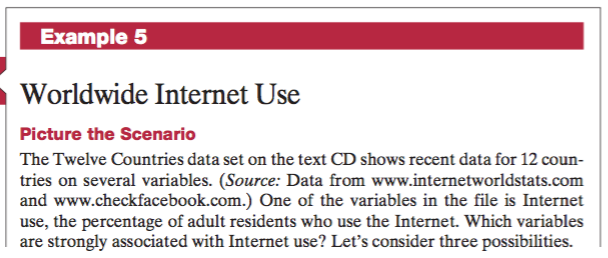 Example 5
Worldwide Internet Use
Picture the Scenario
The Twelve Countries data set on the text CD shows recent data for 12 coun-
tries on several variables. (Source: Data from www.internetworldstats.com
and www.checkfacebook.com.) One of the variables in the file is Internet
use, the percentage of adult residents who use the Internet. Which variables
are strongly associated with Internet use? Let's consider three possibilities.